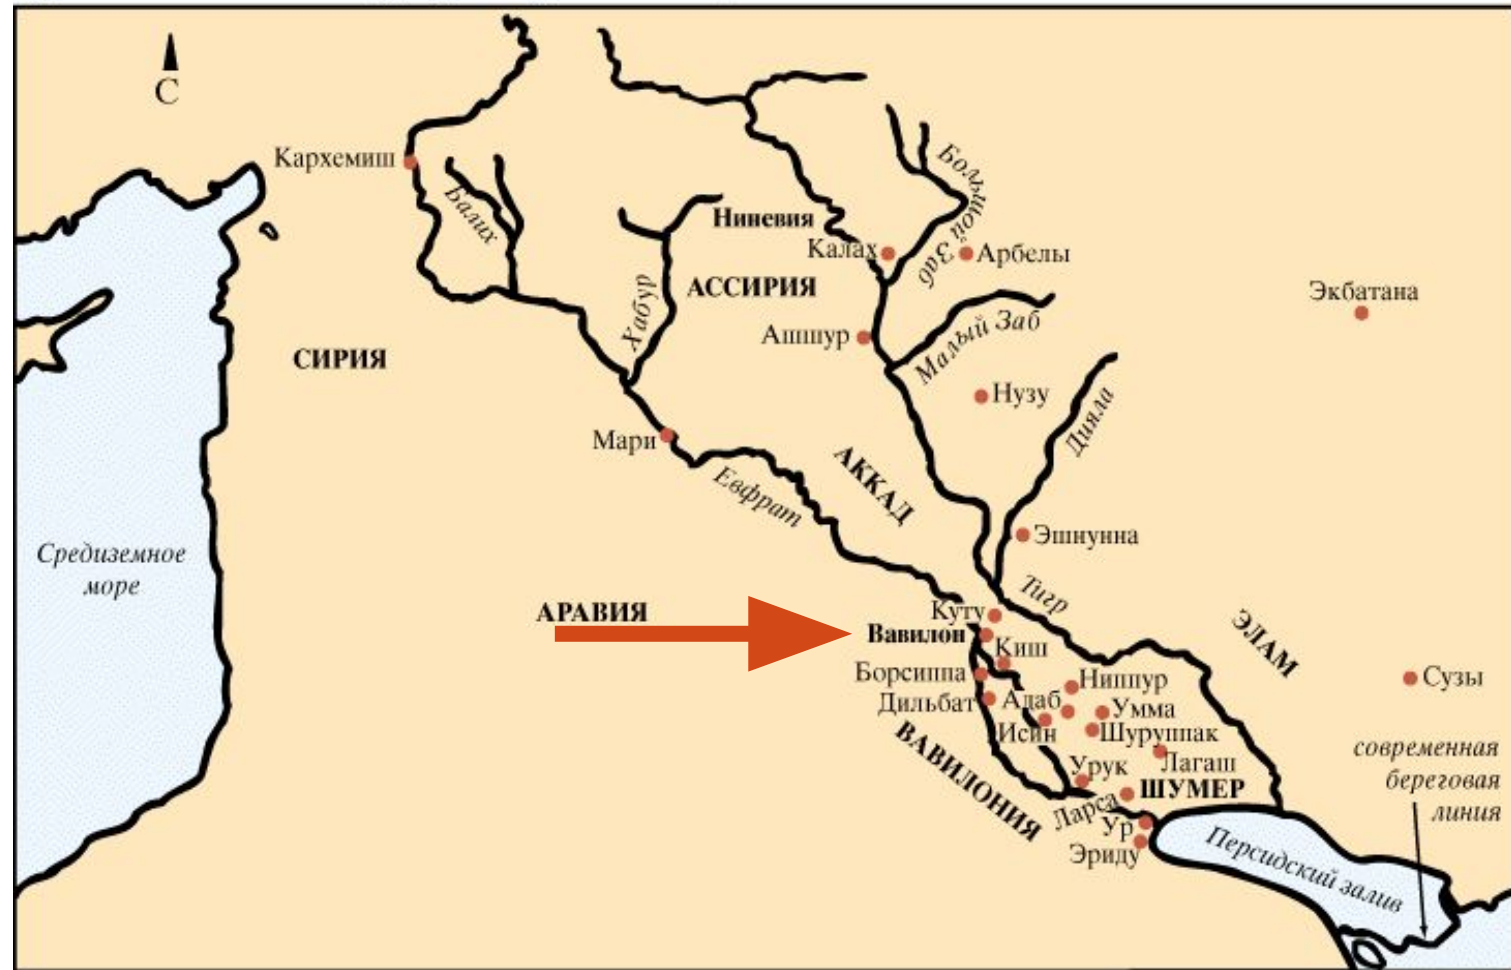 С
Кархемиш
Балих
Хабур
Ниневия
Калах
Большой Заб
Арбелы
АССИРИЯ
Экбатана
Ашшур
Малый Заб
СИРИЯ
Нузу
Дияла
Мари
АККАД
Евфрат
Эшнунна
Средиземное
море
Тигр
АРАВИЯ
Куту
Вавилон
Киш
ЭЛАМ
Борсиппа
Ниппур
Сузы
Дильбат
Адаб
Умма
Исин
Шуруппак
ВАВИЛОНИЯ
Лагаш
Урук
ШУМЕР
Ларса
Ур
Эриду
современная
береговая
линия
Персидский залив